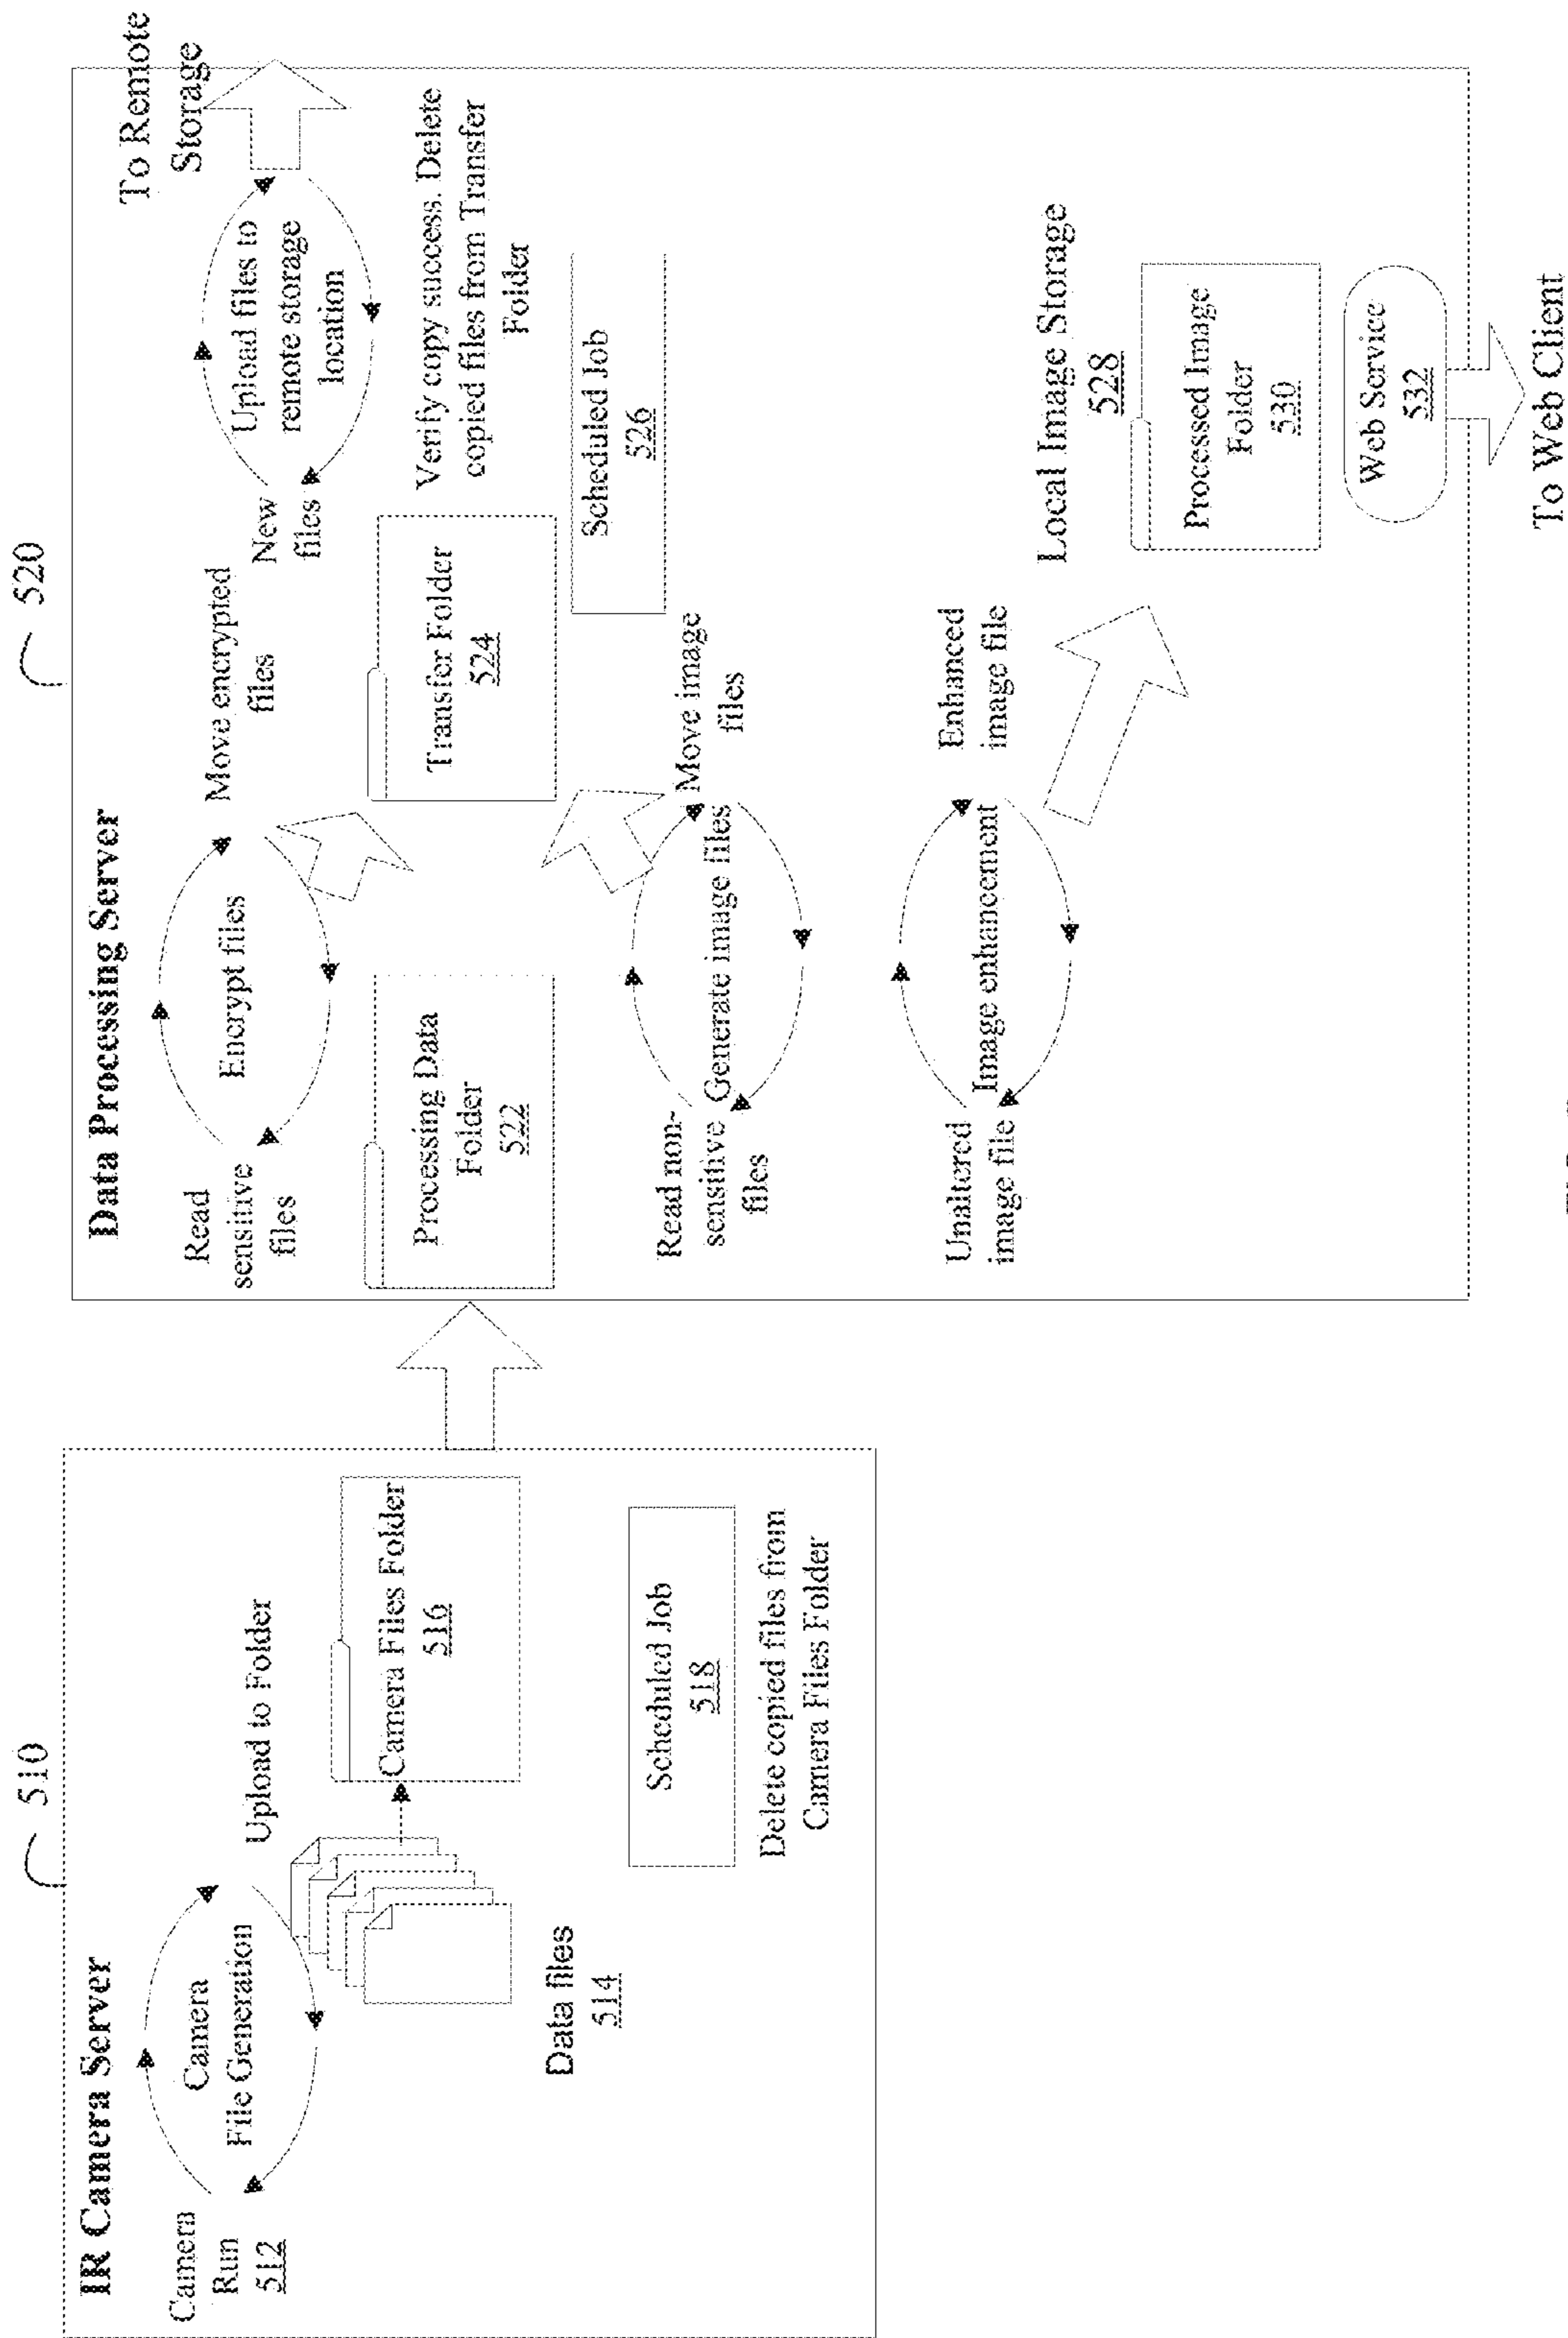 510
IR Camera Server
Camera
Run
512
Camera
File Generation
Upload to Folder
Data files
514
Camera Files Folder
516
Scheduled Job
518
Delete copied files from
Camera Files Folder
520
Data Processing Server
Read
sensitive
files
Encrypt files
Move encrypted
files
New
files
Upload files to
remote storage
location
To Remote
Storage
Processing Data
Folder
522
Transfer Folder
524
Verify copy success. Delete
copied files from Transfer
Folder
Scheduled Job
526
Read non-
sensitive
files
Generate image files
Move image
files
Unaltered
image file
Image enhancement
Enhanced
image file
Local Image Storage
528
Processed Image
Folder
530
Web Service
532
To Web Client